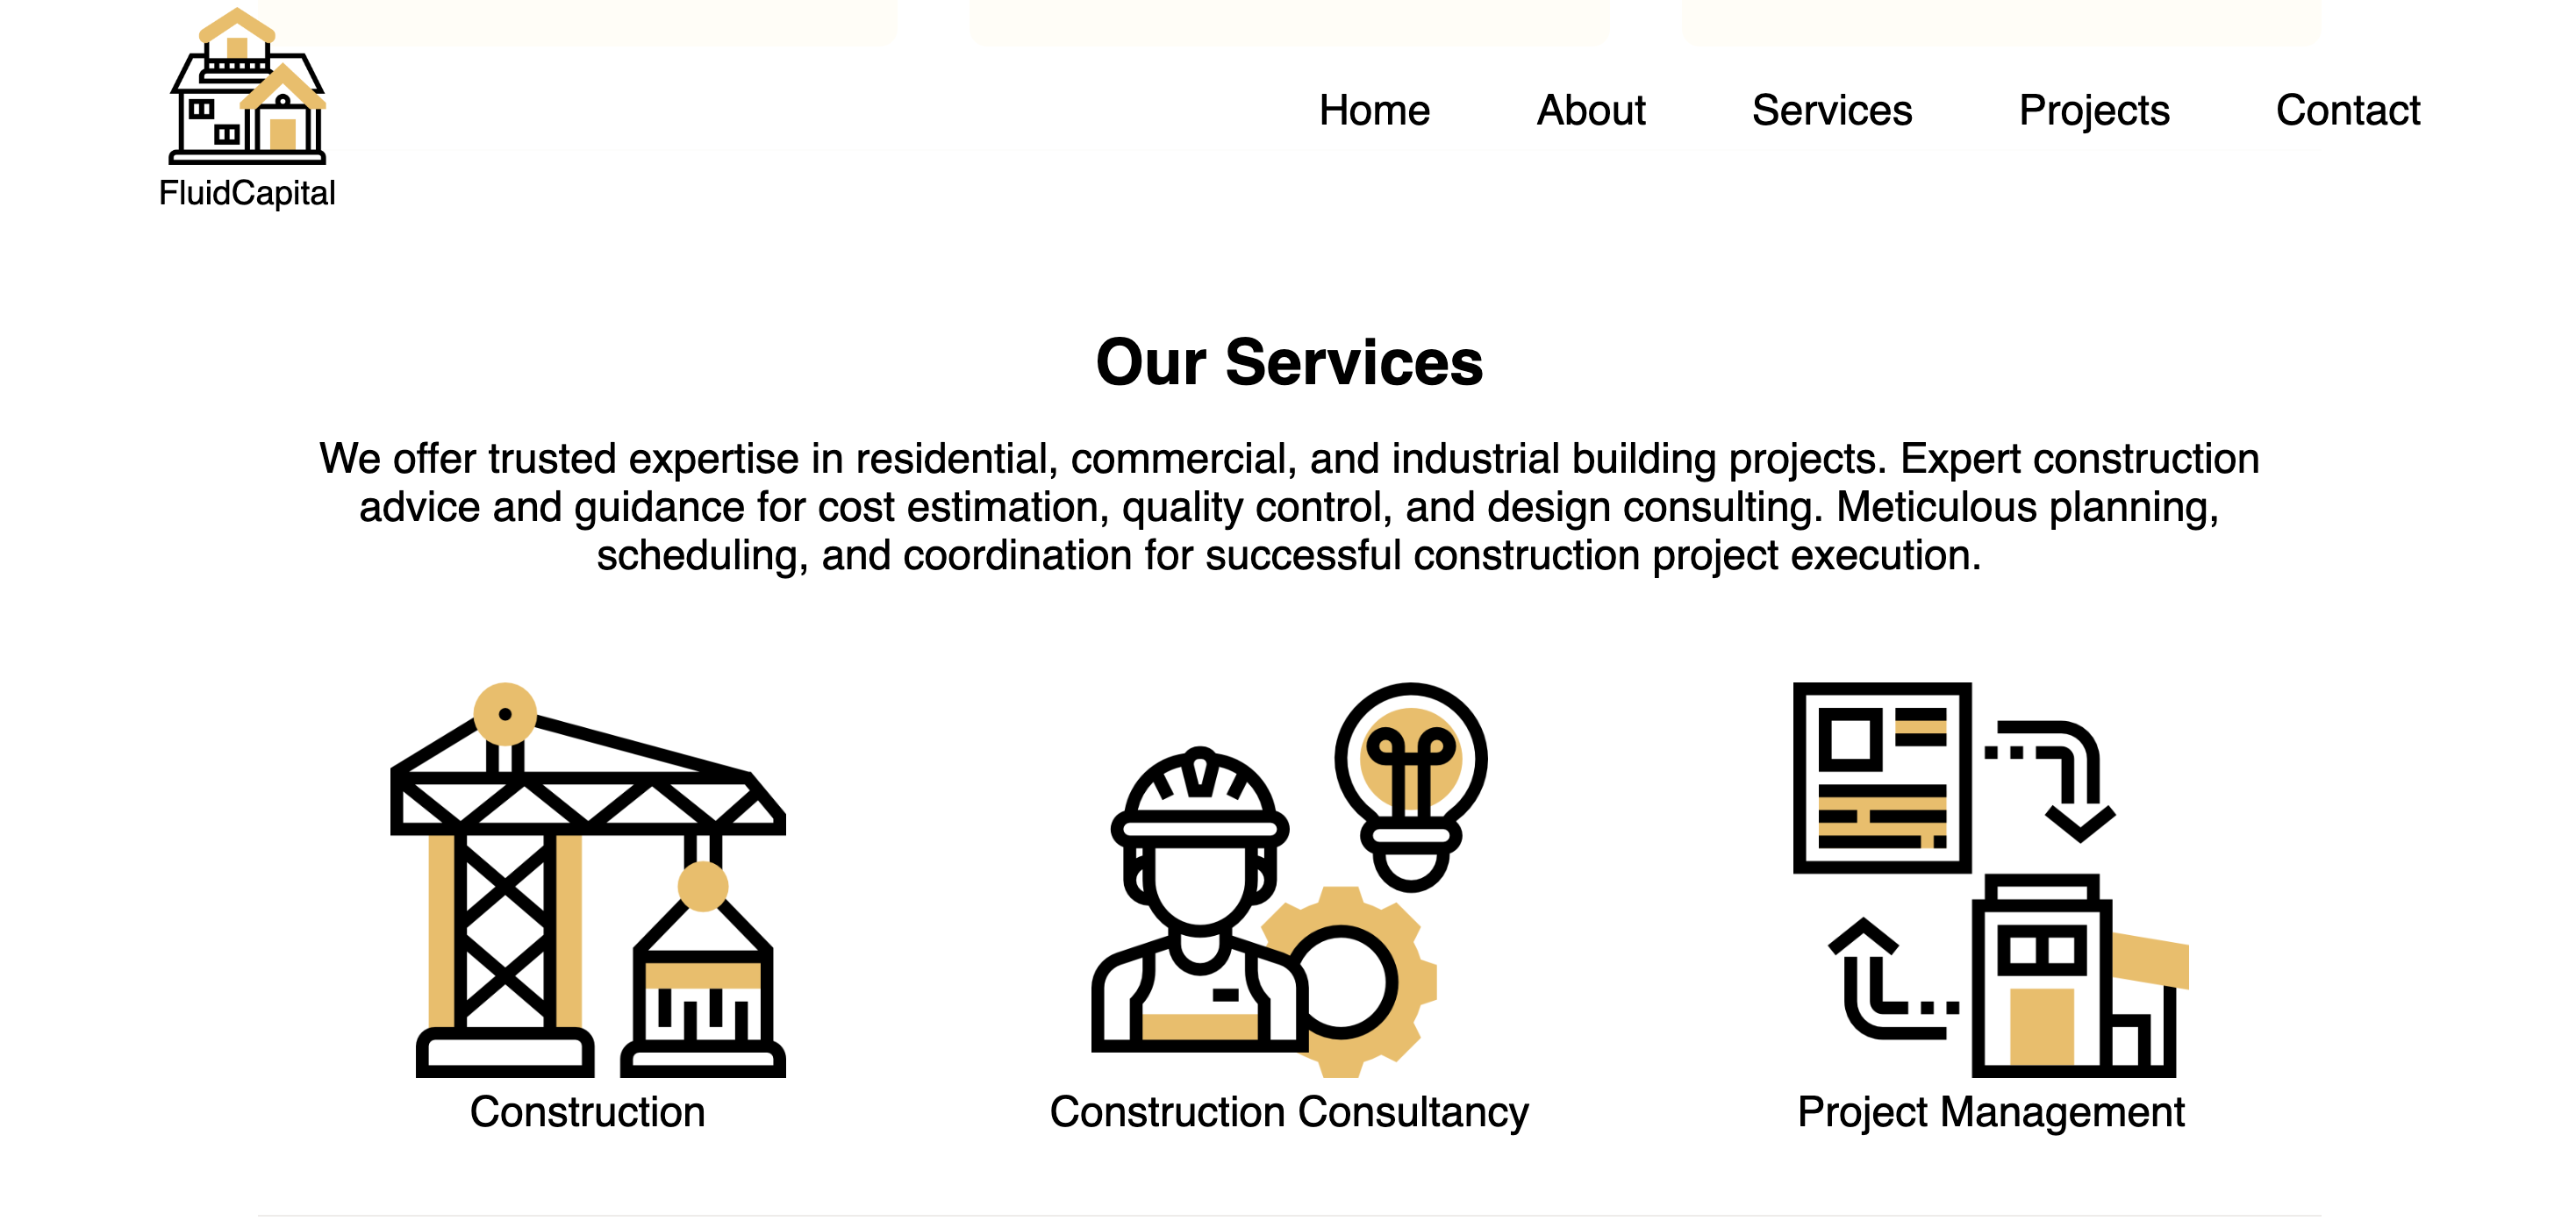 Home About Services Projects Contact
FluidCapital
Our Services
We offer trusted expertise in residential, commercial, and industrial building projects. Expert construction
advice and guidance for cost estimation, quality control, and design consulting. Meticulous planning,
scheduling, and coordination for successful construction project execution.
Construction
Construction Consultancy
Project Management